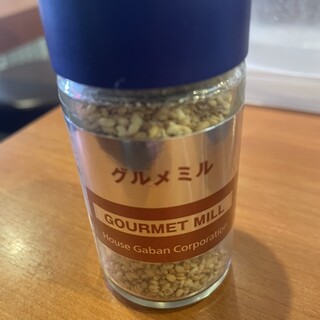 グルメミル
GOURMET MILL
House Gaban Corporation